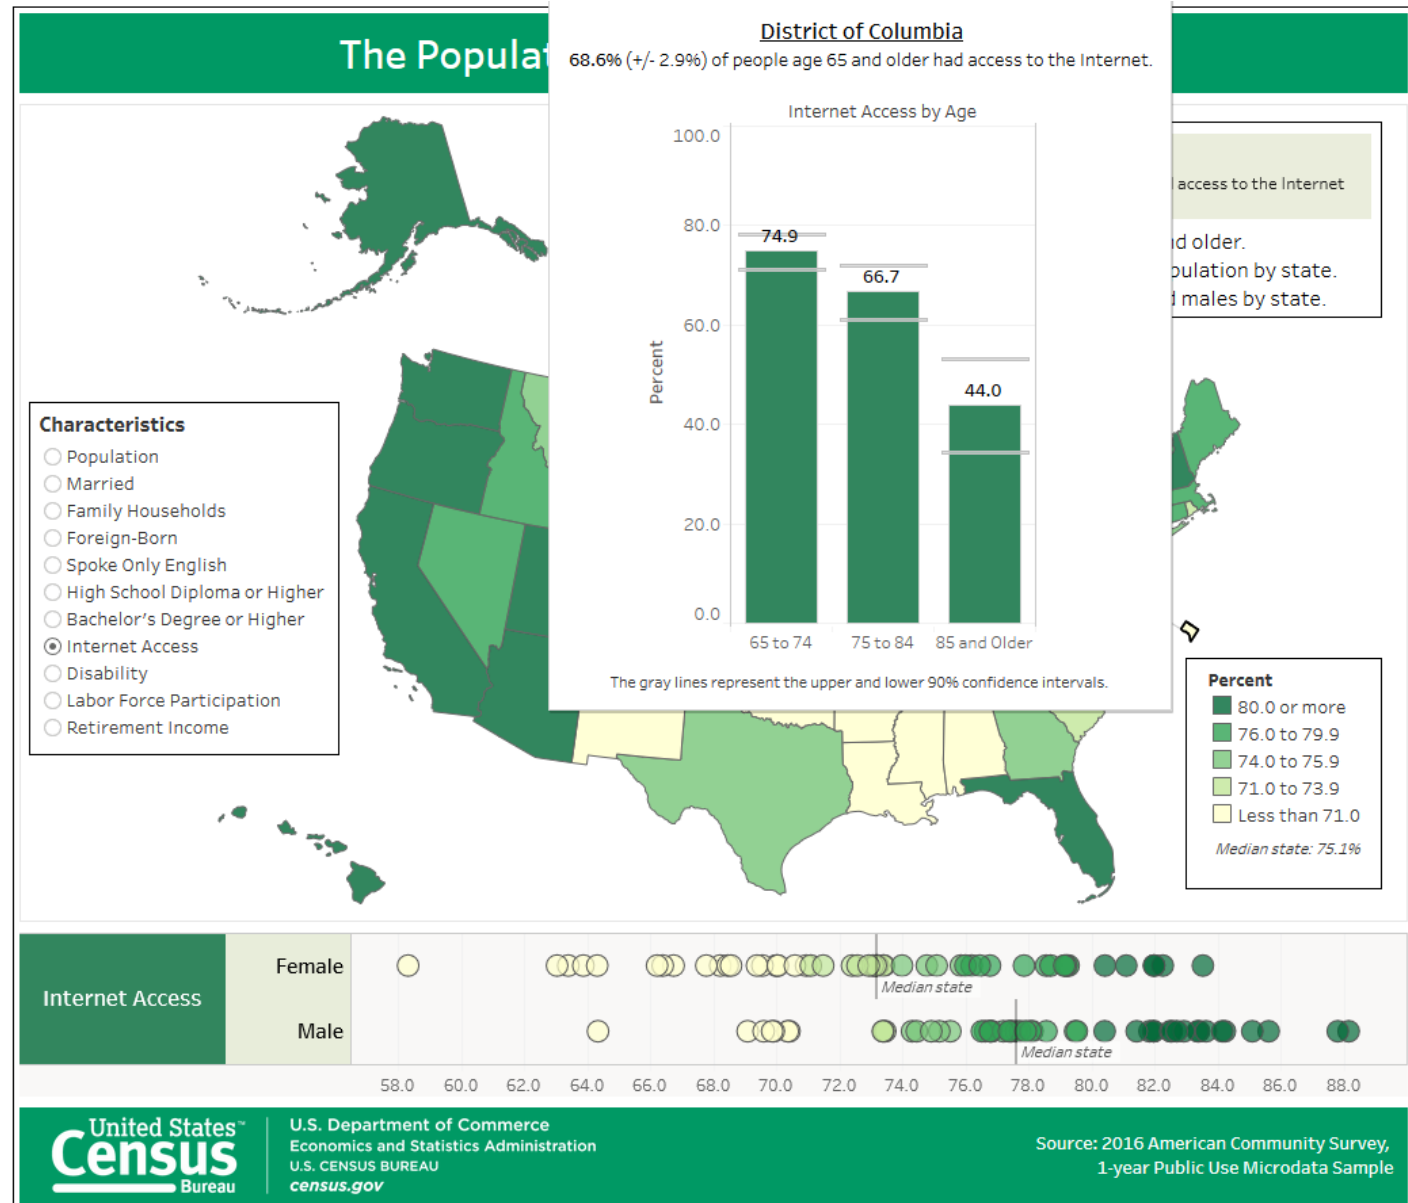 The Populat
District of Columbia
68.6% (+/- 2.9%) of people age 65 and older had access to the Internet.
Internet Access by Age
100.0
80.0
60.0
40.0
20.0
0.0
Percent
74.9
66.7
44.0
65 to 74
75 to 84
85 and Older
The gray lines represent the upper and lower 90% confidence intervals.
access to the Internet
nd older.
pulation by state.
d males by state.
Characteristics
Population
Married
Family Households
Foreign-Born
Spoke Only English
High School Diploma or Higher
Bachelor's Degree or Higher
Internet Access
Disability
Labor Force Participation
Retirement Income
Percent
80.0 or more
76.0 to 79.9
74.0 to 75.9
71.0 to 73.9
Less than 71.0
Median state: 75.1%
Internet Access
Female
Median state
Male
Median state
58.0 60.0 62.0 64.0 66.0 68.0 70.0 72.0 74.0 76.0 78.0 80.0 82.0 84.0 86.0 88.0
United States™
Census
Bureau
U.S. Department of Commerce
Economics and Statistics Administration
U.S. CENSUS BUREAU
census.gov
Source: 2016 American Community Survey,
1-year Public Use Microdata Sample